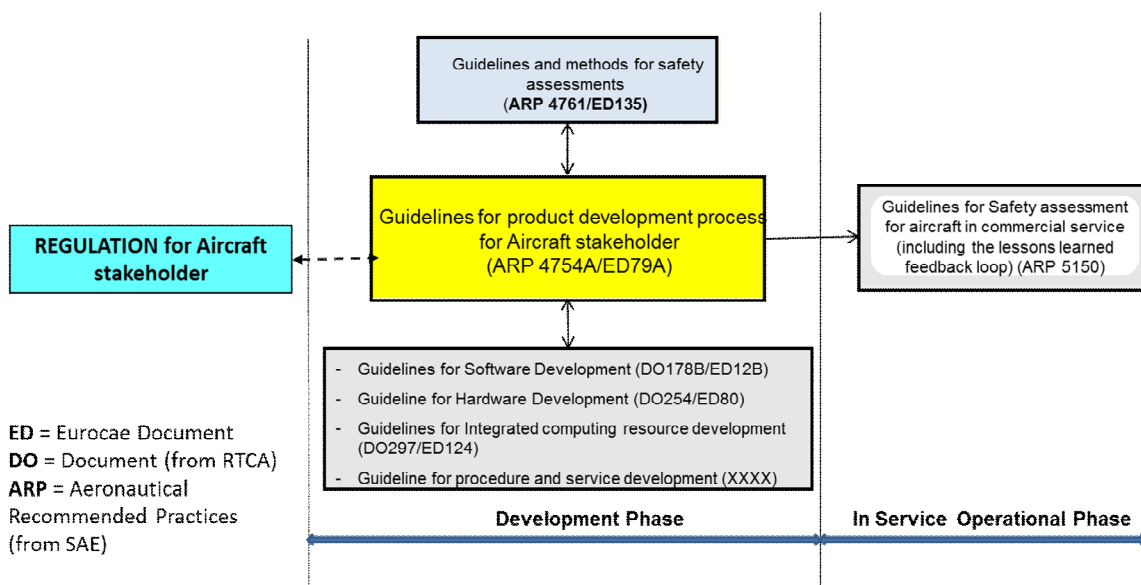 Guidelines and methods for safety
assessments
(ARP 4761/ED135)
Guidelines for product development process
for Aircraft stakeholder
(ARP 4754A/ED79A)
REGULATION for Aircraft
stakeholder
Guidelines for Safety assessment
for aircraft in commercial service
(including the lessons learned
feedback loop) (ARP 5150)
- Guidelines for Software Development (DO178B/ED12B)
- Guideline for Hardware Development (DO254/ED80)
- Guidelines for Integrated computing resource development
(DO297/ED124)
- Guideline for procedure and service development (XXXX)
ED = Eurocae Document
DO = Document (from RTCA)
ARP = Aeronautical
Recommended Practices
(from SAE)
Development Phase
In Service Operational Phase